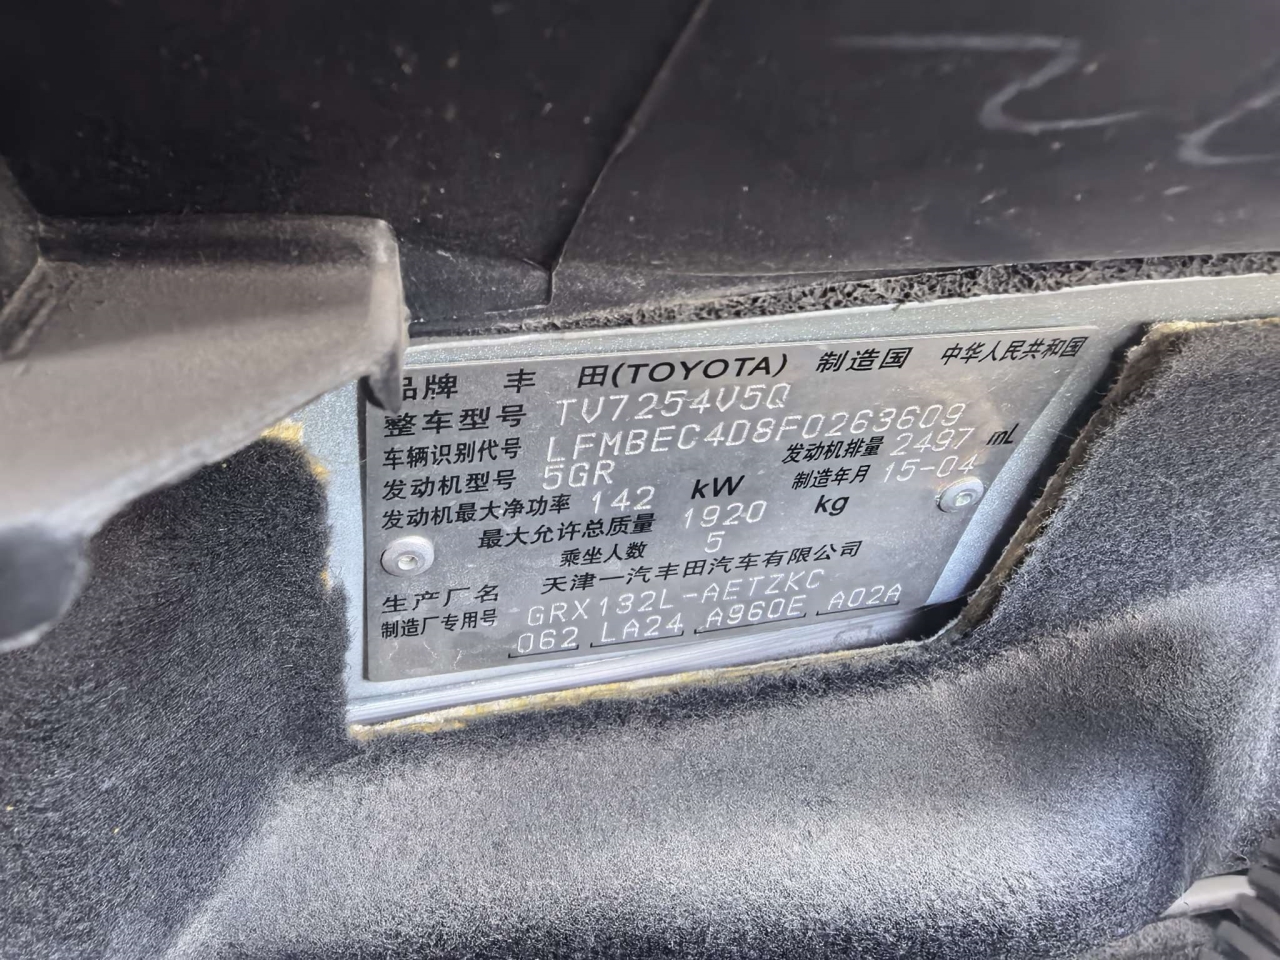 品牌 丰 田(TOYOTA) 制造国 中华人民共和国
整车型号 TV7254V5Q
车辆识别代号 LFMBEC4D8F0263609
发动机型号 5GR 发动机排量 2497 mL
发动机最大净功率 142 kW 制造年月 15-04
最大允许总质量 1920 kg
乘坐人数 5
生产厂名 天津一汽丰田汽车有限公司
制造厂专用号 GRX132L-AETZKC
062 LA24 A960E A02A